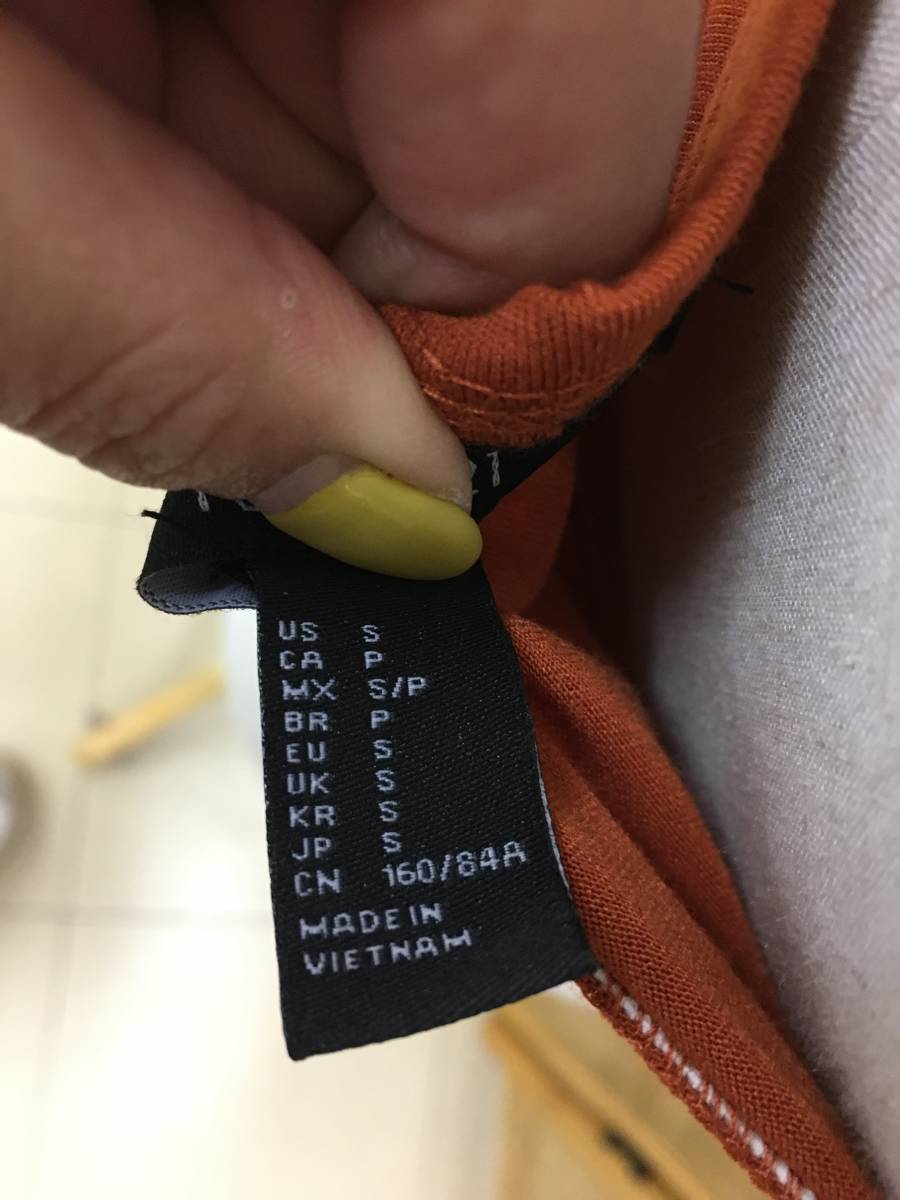 US S
CA P
MX S/P
BR P
EU S
UK S
KR S
JP S
CN 160/84A
MADE IN
VIETNAM